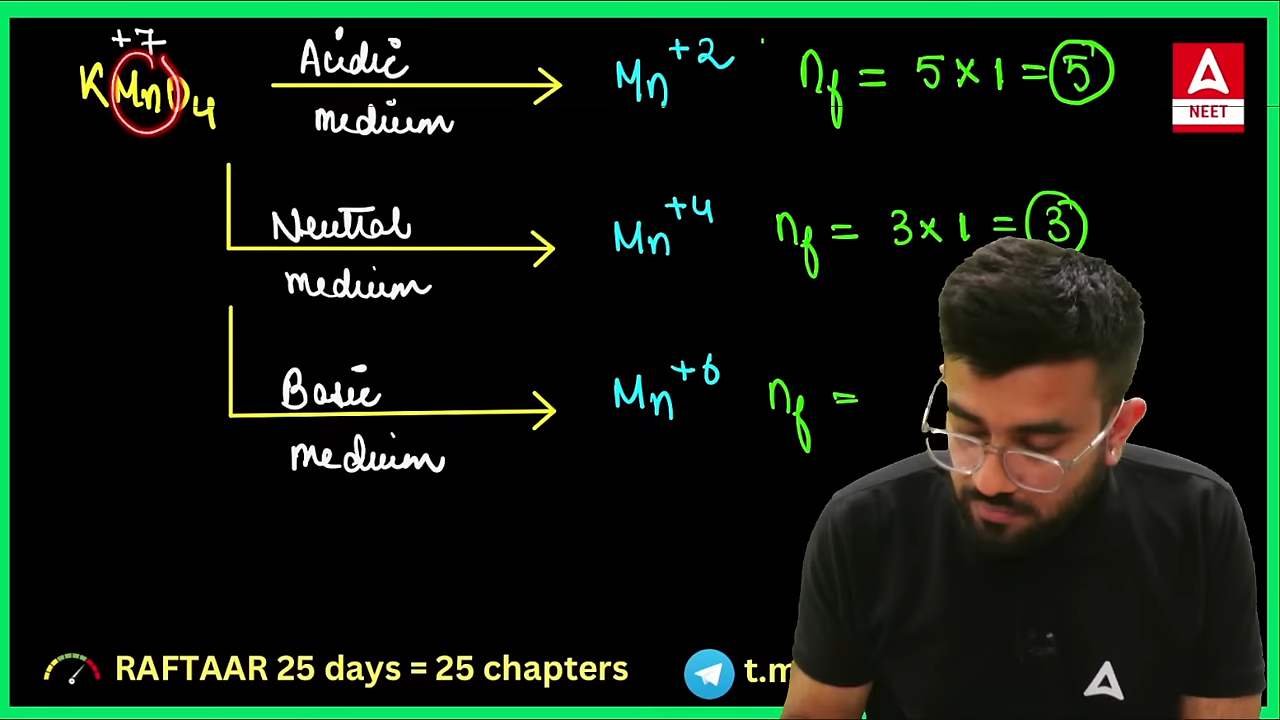 +7
KMnO4 Acidic medium Mn+2 nf = 5 × 1 = 5
Neutral medium Mn+4 nf = 3 × 1 = 3
Basic medium Mn+6 nf =
NEET
RAFTAAR 25 days = 25 chapters
t.m